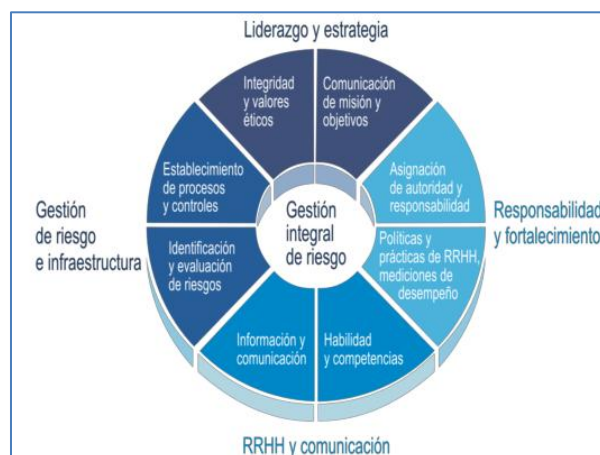 Liderazgo y estrategia
Integridad
y valores
éticos
Comunicación
de misión y
objetivos
Establecimiento
de procesos
y controles
Asignación
de autoridad y
responsabilidad
Gestión
de riesgo
e infraestructura
Gestión
integral
de riesgo
Responsabilidad
y fortalecimiento
Identificación
y evaluación
de riesgos
Políticas y
prácticas de RRHH,
mediciones de
desempeño
Información y
comunicación
Habilidad
y competencias
RRHH y comunicación